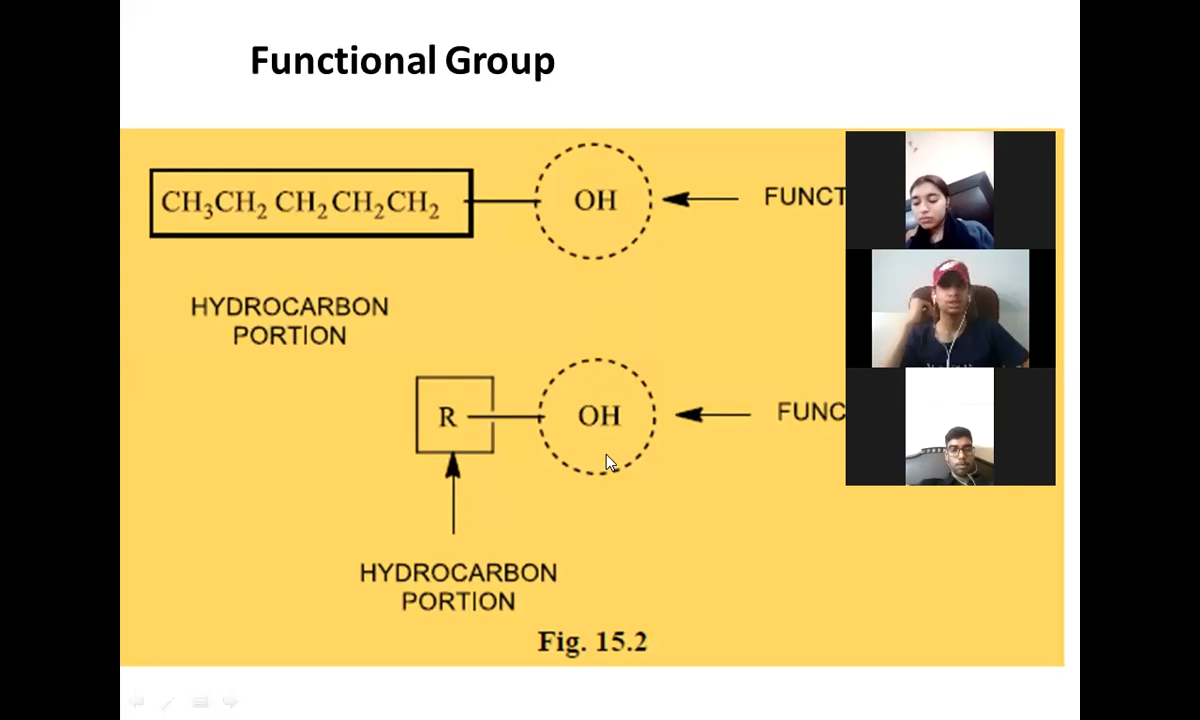 Functional Group
CH₃CH₂ CH₂CH₂CH₂
OH
FUNCT
HYDROCARBON
PORTION
R
OH
FUNC
HYDROCARBON
PORTION
Fig. 15.2